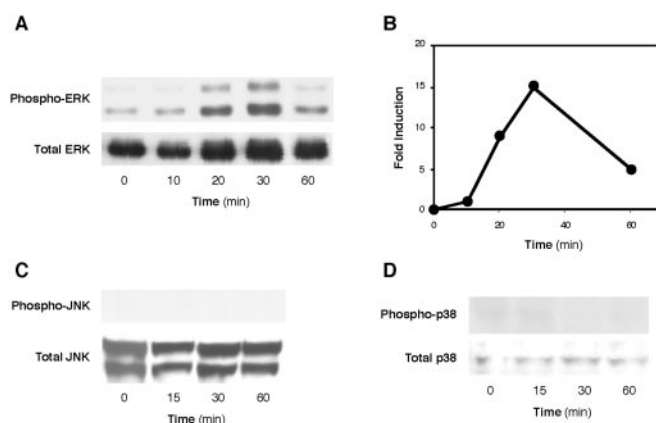 A
Phospho-ERK
Total ERK
0 10 20 30 60
Time (min)
B
Fold Induction
20
15
10
5
0
0 20 40 60
Time (min)
C
Phospho-JNK
Total JNK
0 15 30 60
Time (min)
D
Phospho-p38
Total p38
0 15 30 60
Time (min)